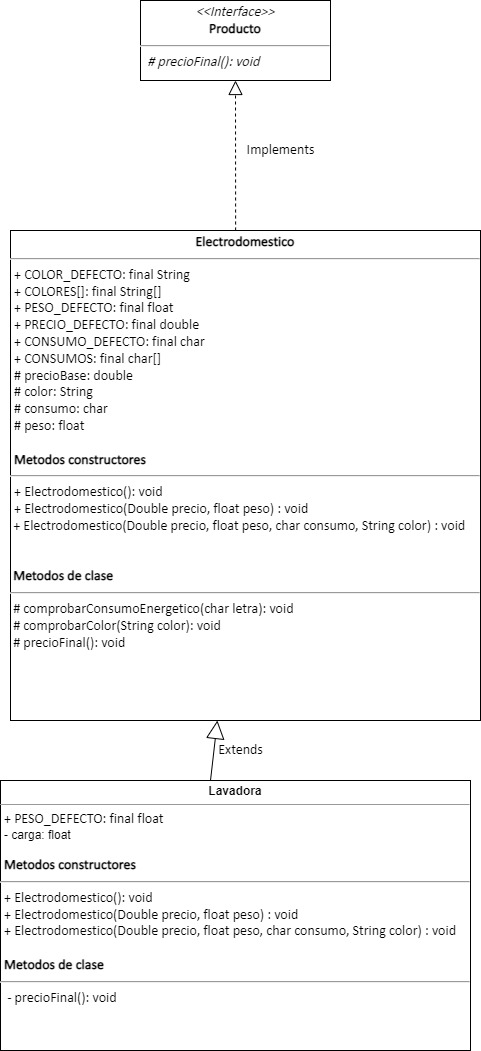 <<Interface>>
Producto
# precioFinal(): void
Implements
Electrodomestico
+ COLOR_DEFECTO: final String
+ COLORES[]: final String[]
+ PESO_DEFECTO: final float
+ PRECIO_DEFECTO: final double
+ CONSUMO_DEFECTO: final char
+ CONSUMOS: final char[]
# precioBase: double
# color: String
# consumo: char
# peso: float
Metodos constructores
+ Electrodomestico(): void
+ Electrodomestico(Double precio, float peso) : void
+ Electrodomestico(Double precio, float peso, char consumo, String color) : void
Metodos de clase
# comprobarConsumoEnergetico(char letra): void
# comprobarColor(String color): void
# precioFinal(): void
Extends
Lavadora
+ PESO_DEFECTO: final float
- carga: float
Metodos constructores
+ Electrodomestico(): void
+ Electrodomestico(Double precio, float peso) : void
+ Electrodomestico(Double precio, float peso, char consumo, String color) : void
Metodos de clase
- precioFinal(): void